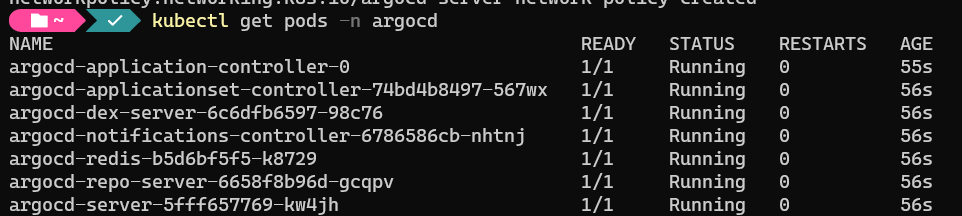 networkpolicy.networking.k8s.io/argocd-server-network-policy created
~ ✓ kubectl get pods -n argocd
NAME READY STATUS RESTARTS AGE
argocd-application-controller-0 1/1 Running 0 55s
argocd-applicationset-controller-74bd4b8497-567wx 1/1 Running 0 56s
argocd-dex-server-6c6dfb6597-98c76 1/1 Running 0 56s
argocd-notifications-controller-6786586cb-nhtnj 1/1 Running 0 56s
argocd-redis-b5d6bf5f5-k8729 1/1 Running 0 56s
argocd-repo-server-6658f8b96d-gcqpv 1/1 Running 0 56s
argocd-server-5fff657769-kw4jh 1/1 Running 0 56s